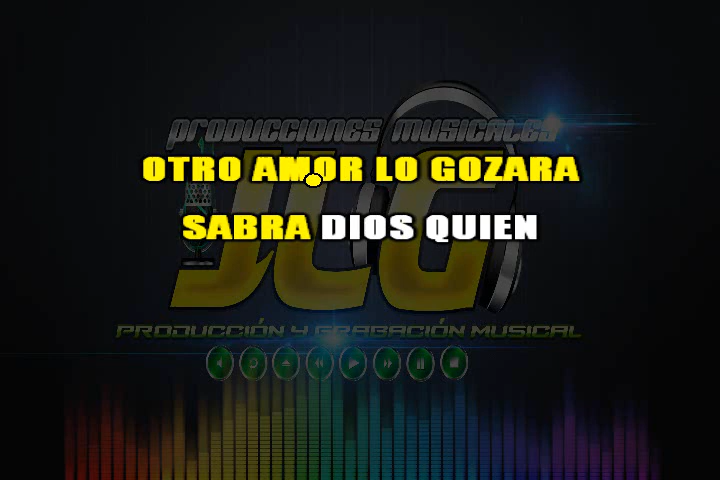 PRODUCCIONES MUSICALES
OTRO AMOR LO GOZARA
SABRA DIOS QUIEN
JLG
PRODUCCIÓN Y GRABACIÓN MUSICAL